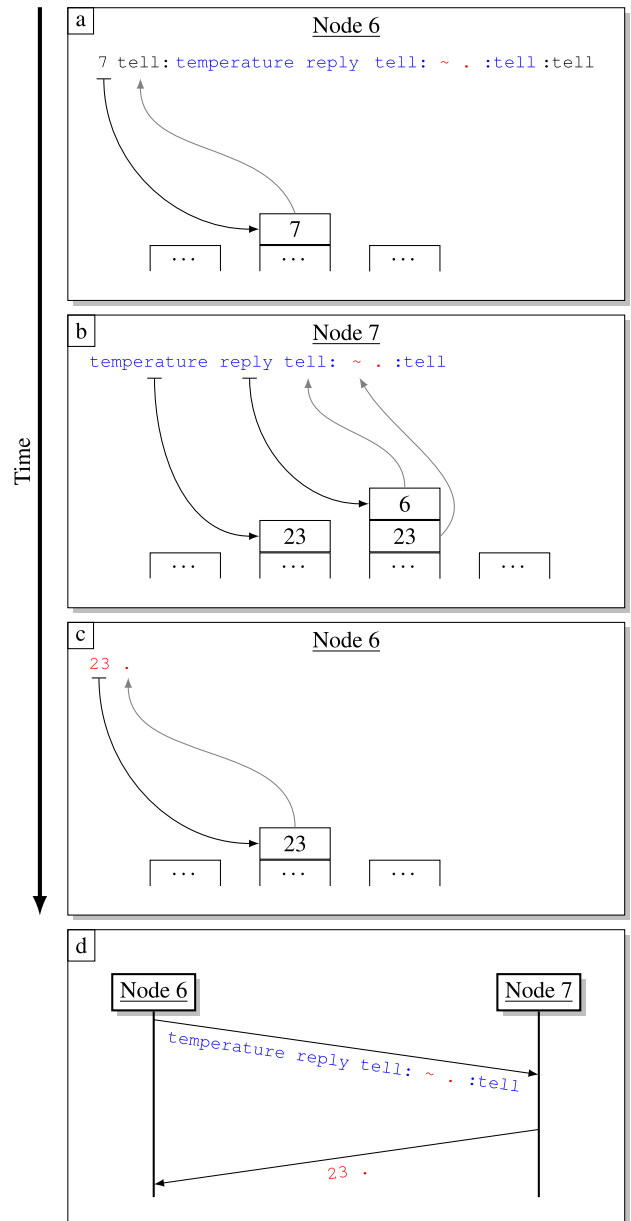 a
Node 6
7 tell: temperature reply tell: ~ . :tell :tell
7
... ... ...
b
Node 7
temperature reply tell: ~ . :tell
6
23 23
... ... ... ...
Time
c
Node 6
23 .
23
... ... ...
d
Node 6 Node 7
temperature reply tell: ~ . :tell
23 .